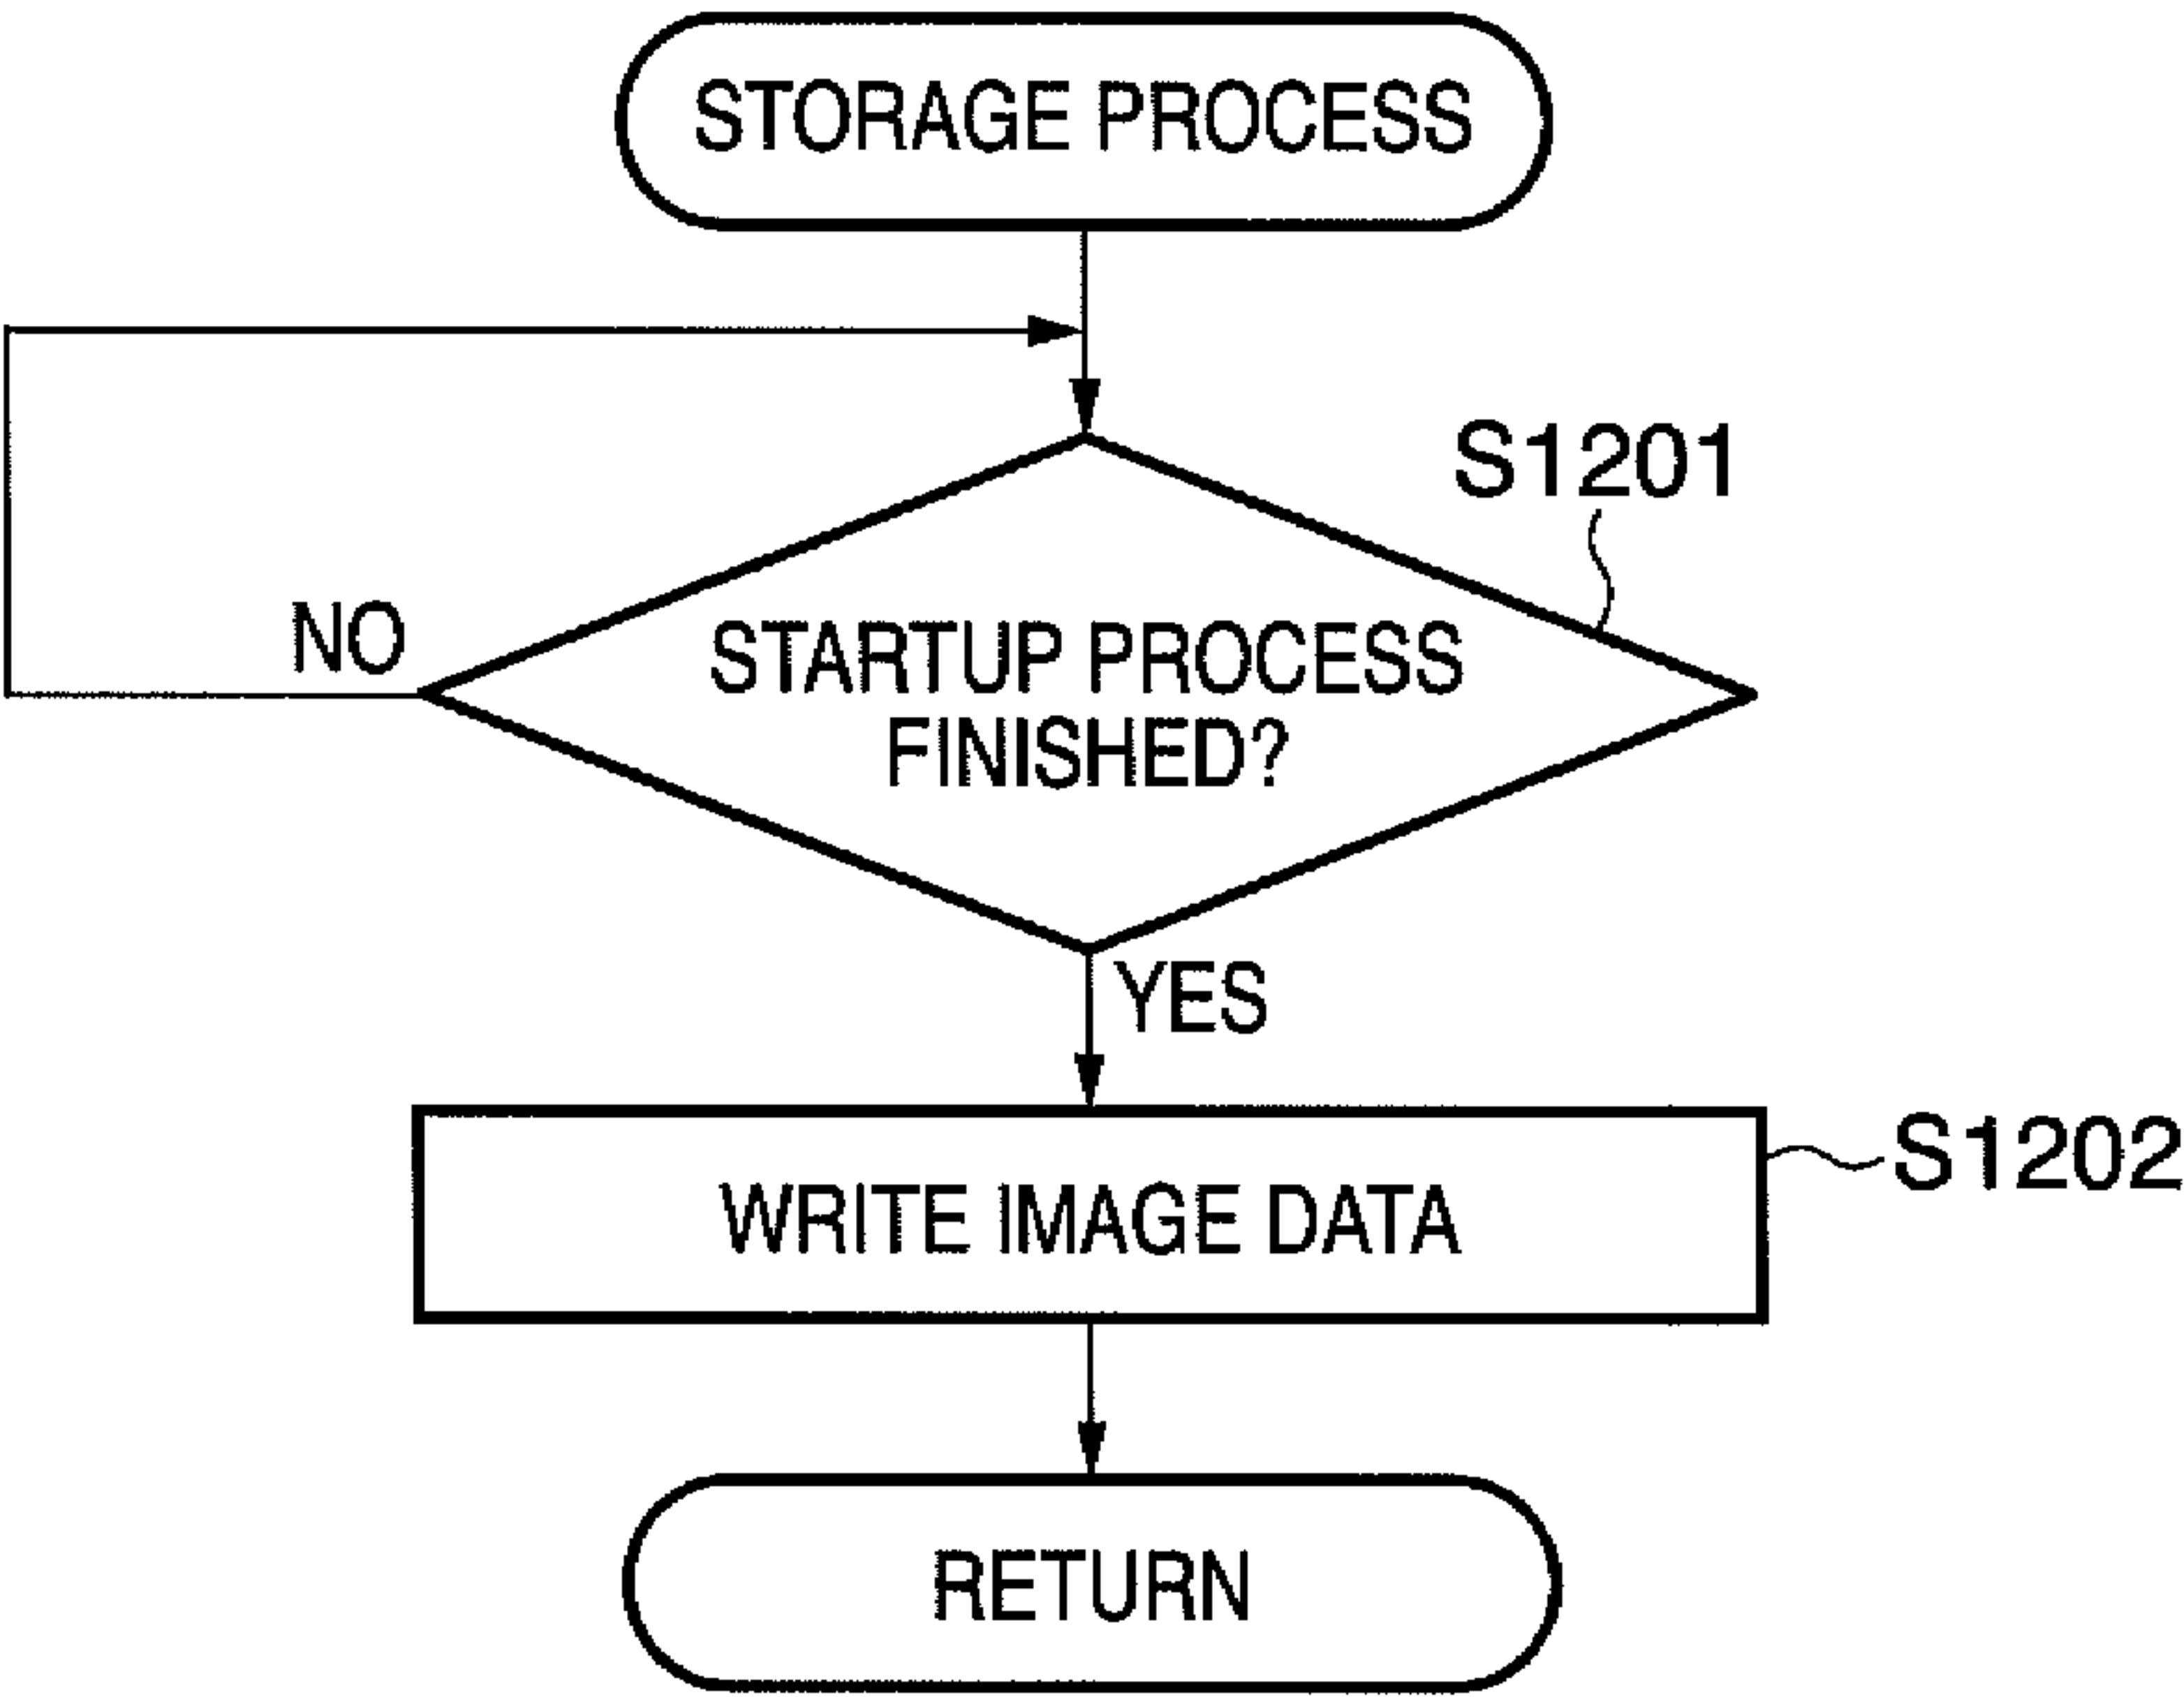 STORAGE PROCESS
S1201
NO
STARTUP PROCESS
FINISHED?
YES
WRITE IMAGE DATA
S1202
RETURN